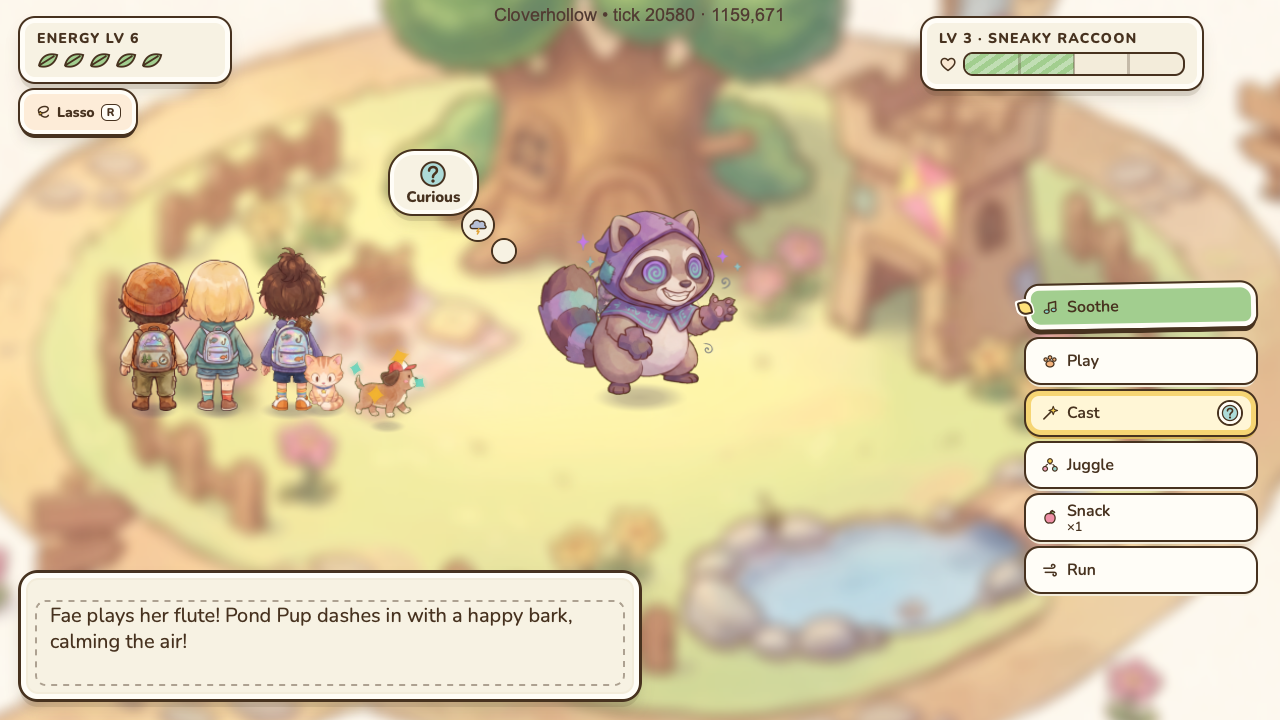 Cloverhollow • tick 20580 · 1159,671
ENERGY LV 6
Lasso R
LV 3 · SNEAKY RACCOON
? 
Curious
Soothe
Play
Cast ?
Juggle
Snack
×1
Run
Fae plays her flute! Pond Pup dashes in with a happy bark,
calming the air!